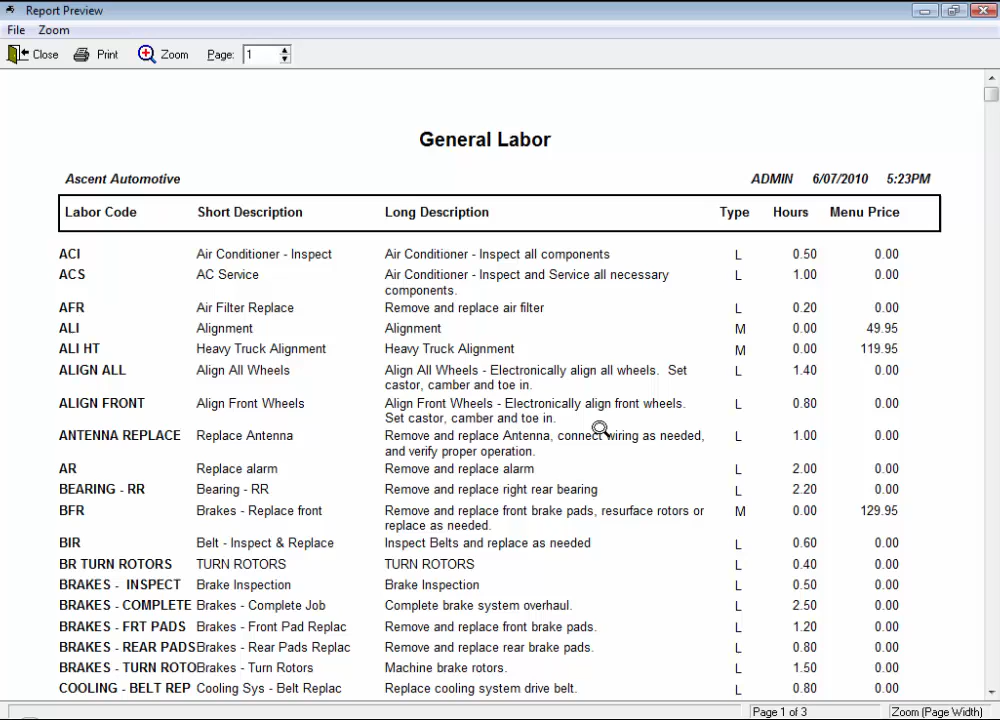 Report Preview
File Zoom
Close Print Zoom Page: 1
General Labor
Ascent Automotive ADMIN 6/07/2010 5:23PM
Labor Code Short Description Long Description Type Hours Menu Price
ACI Air Conditioner - Inspect Air Conditioner - Inspect all components L 0.50 0.00
ACS AC Service Air Conditioner - Inspect and Service all necessary L 1.00 0.00
components.
AFR Air Filter Replace Remove and replace air filter L 0.20 0.00
ALI Alignment Alignment M 0.00 49.95
ALI HT Heavy Truck Alignment Heavy Truck Alignment M 0.00 119.95
ALIGN ALL Align All Wheels Align All Wheels - Electronically align all wheels. Set L 1.40 0.00
castor, camber and toe in.
ALIGN FRONT Align Front Wheels Align Front Wheels - Electronically align front wheels. L 0.80 0.00
Set castor, camber and toe in.
ANTENNA REPLACE Replace Antenna Remove and replace Antenna, connect wiring as needed, L 1.00 0.00
and verify proper operation.
AR Replace alarm Remove and replace alarm L 2.00 0.00
BEARING - RR Bearing - RR Remove and replace right rear bearing L 2.20 0.00
BFR Brakes - Replace front Remove and replace front brake pads, resurface rotors or M 0.00 129.95
replace as needed.
BIR Belt - Inspect & Replace Inspect Belts and replace as needed L 0.60 0.00
BR TURN ROTORS TURN ROTORS TURN ROTORS L 0.40 0.00
BRAKES - INSPECT Brake Inspection Brake Inspection L 0.50 0.00
BRAKES - COMPLETE Brakes - Complete Job Complete brake system overhaul. L 2.50 0.00
BRAKES - FRT PADS Brakes - Front Pad Replac Remove and replace front brake pads. L 1.20 0.00
BRAKES - REAR PADS Brakes - Rear Pads Replac Remove and replace rear brake pads. L 0.80 0.00
BRAKES - TURN ROTO Brakes - Turn Rotors Machine brake rotors. L 1.50 0.00
COOLING - BELT REP Cooling Sys - Belt Replac Replace cooling system drive belt. L 0.80 0.00
Page 1 of 3 Zoom (Page Width)